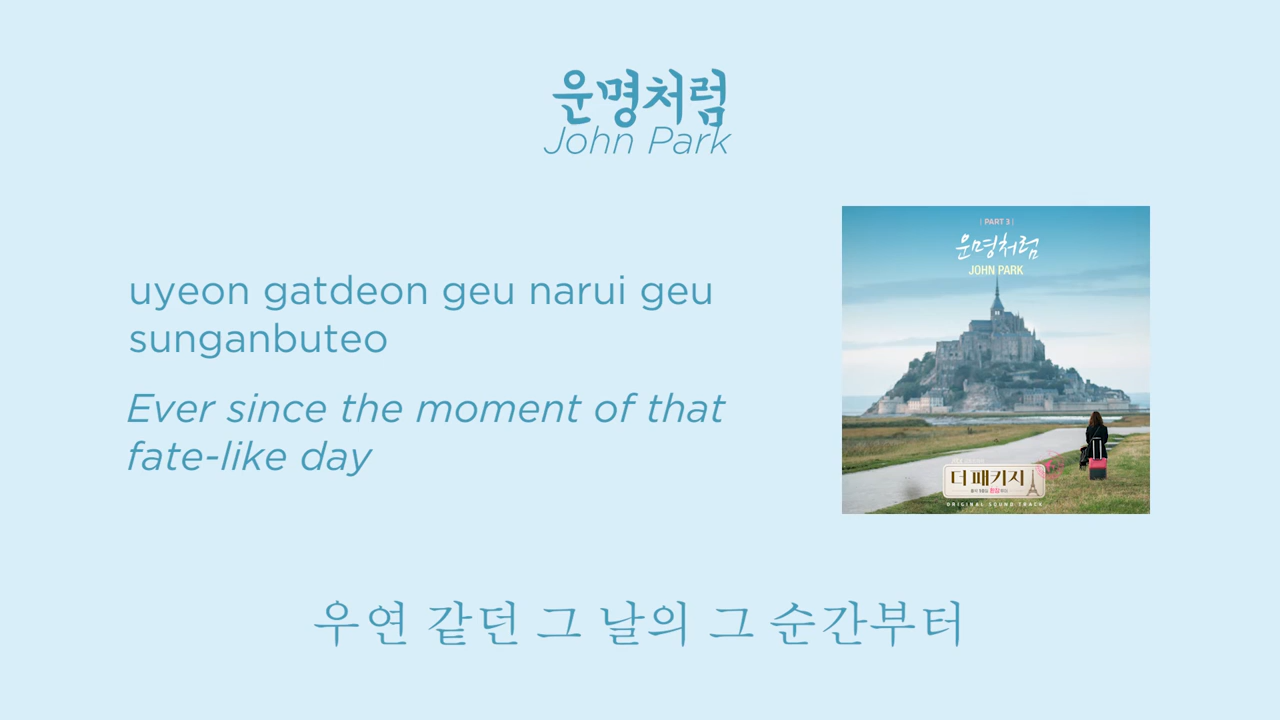 운명처럼
John Park
uyeon gatdeon geu narui geu
sunganbuteo
Ever since the moment of that
fate-like day
| PART 3 |
운명처럼
JOHN PARK
더 패키지
ORIGINAL SOUND TRACK
우연 같던 그 날의 그 순간부터